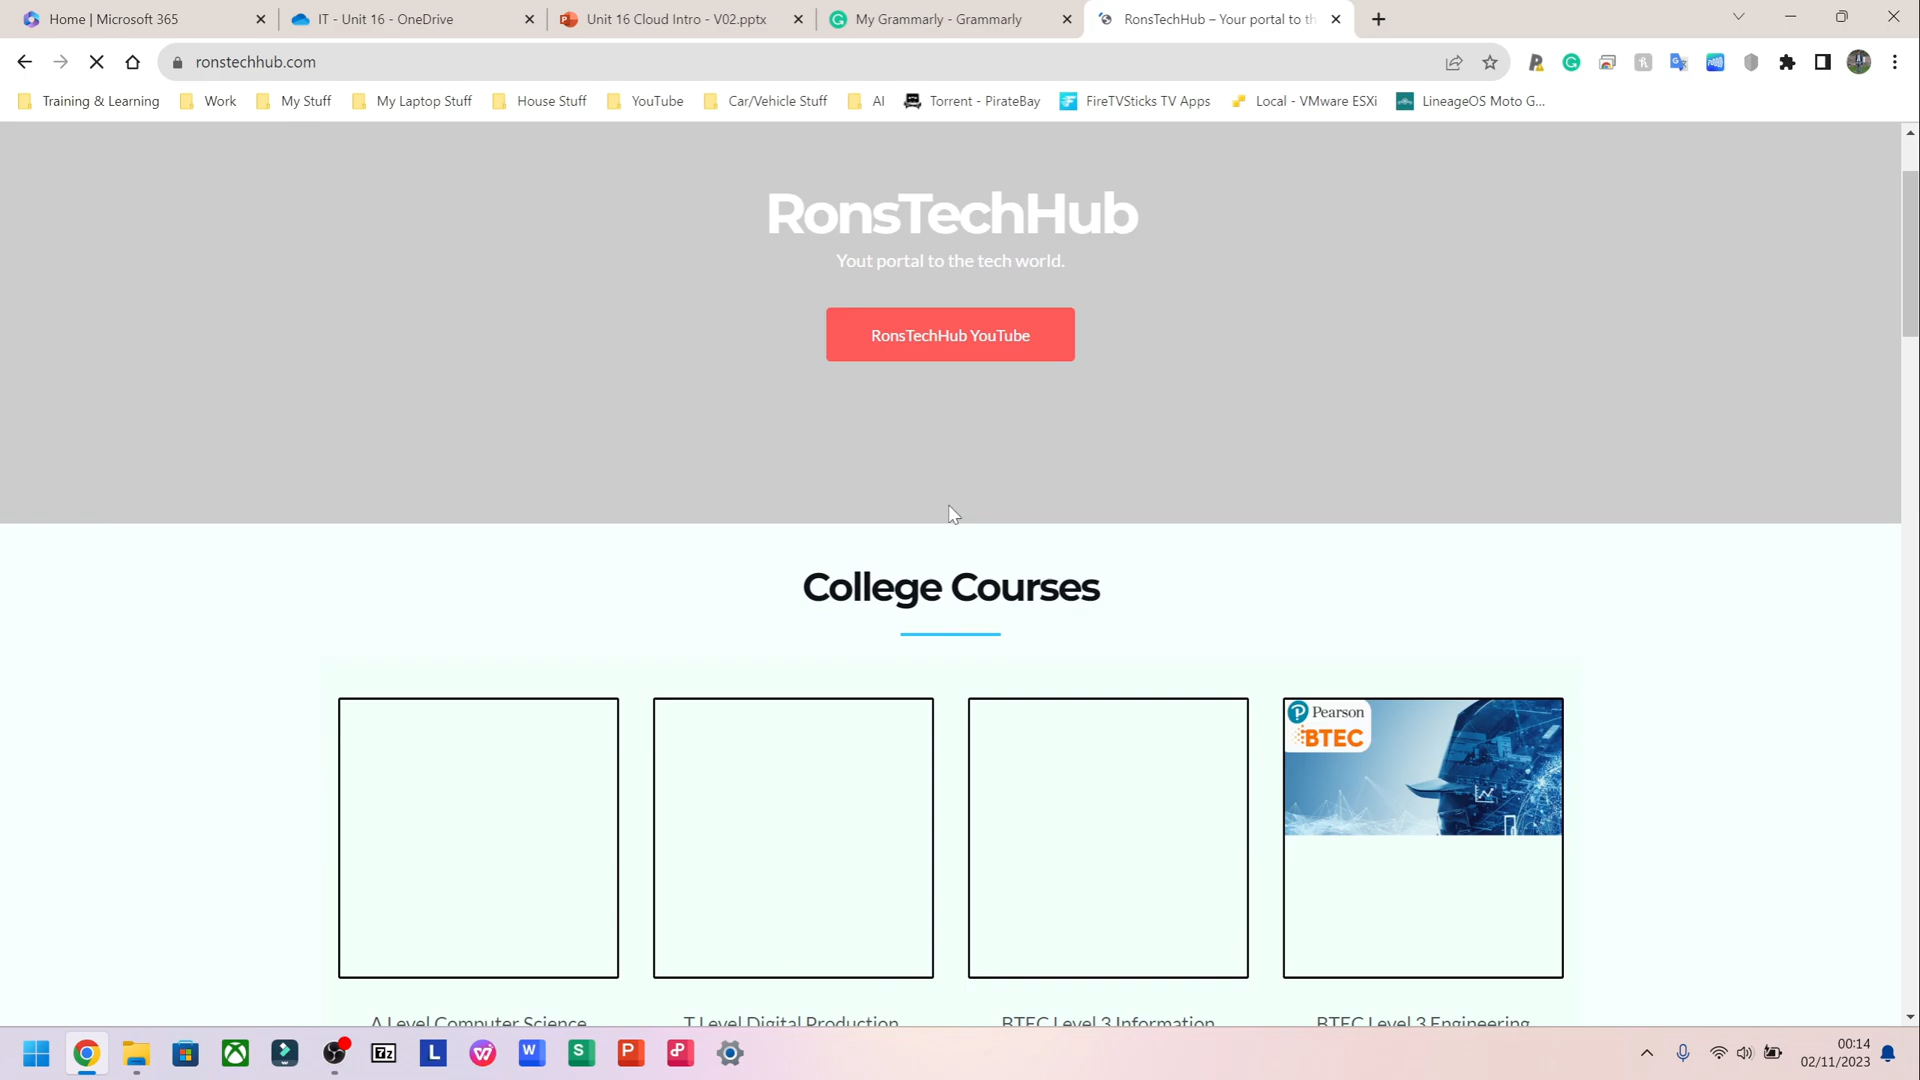 Home | Microsoft 365
IT - Unit 16 - OneDrive
Unit 16 Cloud Intro - V02.pptx
My Grammarly - Grammarly
RonsTechHub – Your portal to th
ronstechhub.com
Training & Learning
Work
My Stuff
My Laptop Stuff
House Stuff
YouTube
Car/Vehicle Stuff
AI
Torrent - PirateBay
FireTVSticks TV Apps
Local - VMware ESXi
LineageOS Moto G...
RonsTechHub
Yout portal to the tech world.
RonsTechHub YouTube
College Courses
Pearson
BTEC
A Level Computer Science
T Level Digital Production
BTEC Level 3 Information
BTEC Level 3 Engineering
7z
L
W
S
P
P
00:14
02/11/2023